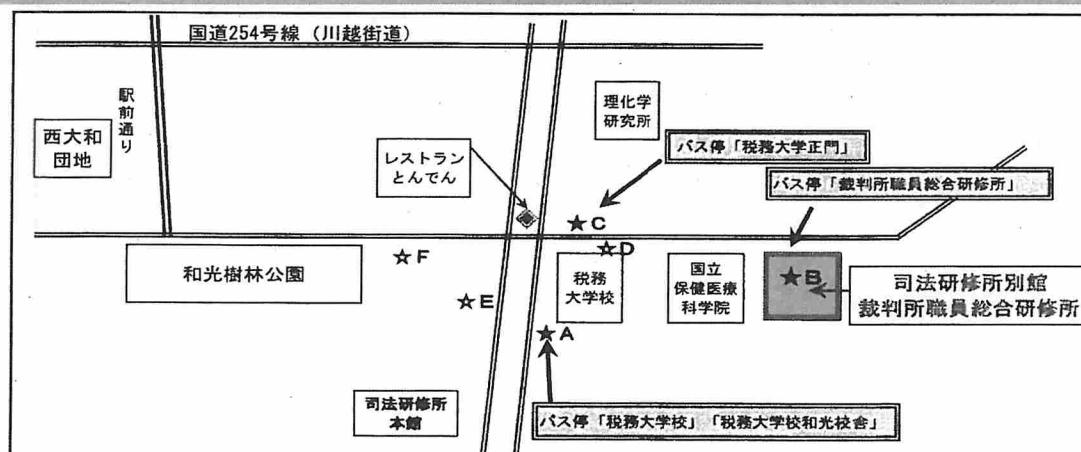 国道254号線（川越街道）
駅前通り
西大和
団地
理化学
研究所
バス停「税務大学正門」
レストラン
とんでん
バス停「裁判所職員総合研修所」
★C
☆F
☆D
和光樹林公園
税務
大学校
国立
保健医療
科学院
★B
司法研修所別館
裁判所職員総合研修所
☆E
★A
司法研修所
本館
バス停「税務大学校」「税務大学校和光校舎」